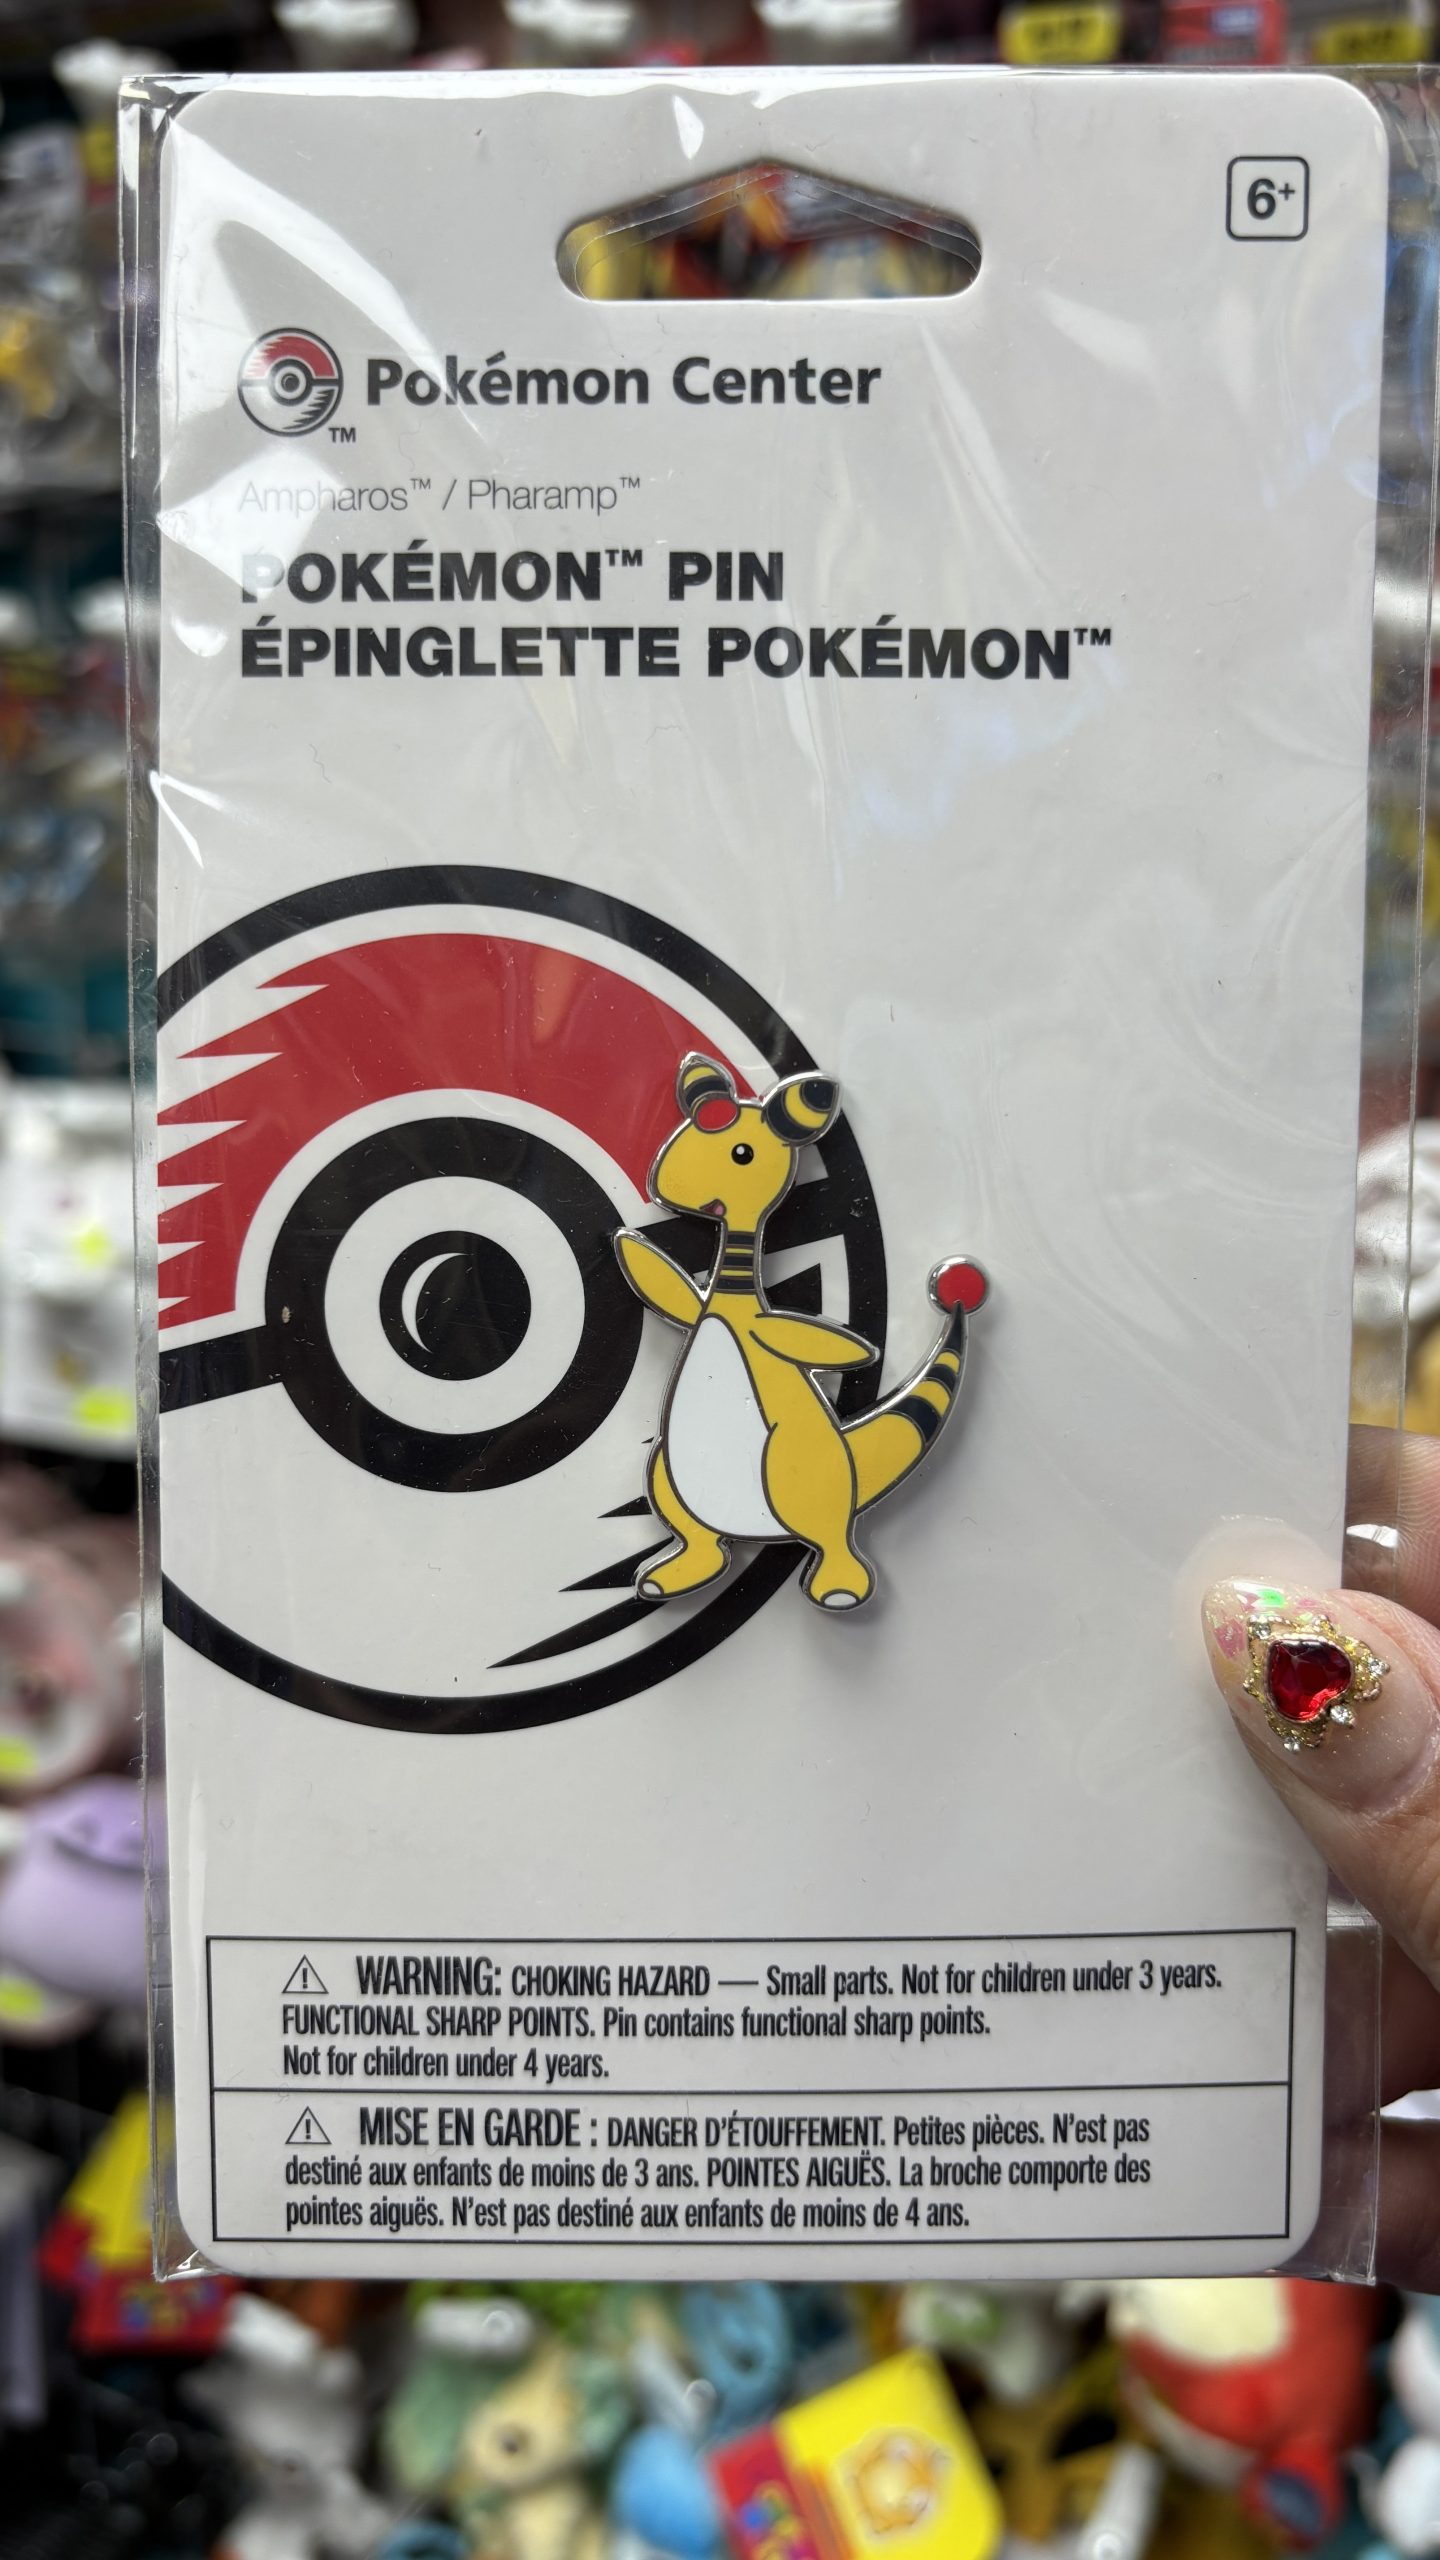 6+
Pokémon Center
TM
Ampharos™ / Pharamp™
POKÉMON™ PIN
ÉPINGLETTE POKÉMON™
⚠ WARNING: CHOKING HAZARD — Small parts. Not for children under 3 years.
FUNCTIONAL SHARP POINTS. Pin contains functional sharp points.
Not for children under 4 years.
⚠ MISE EN GARDE : DANGER D'ÉTOUFFEMENT. Petites pièces. N'est pas
destiné aux enfants de moins de 3 ans. POINTES AIGUËS. La broche comporte des
pointes aiguës. N'est pas destiné aux enfants de moins de 4 ans.